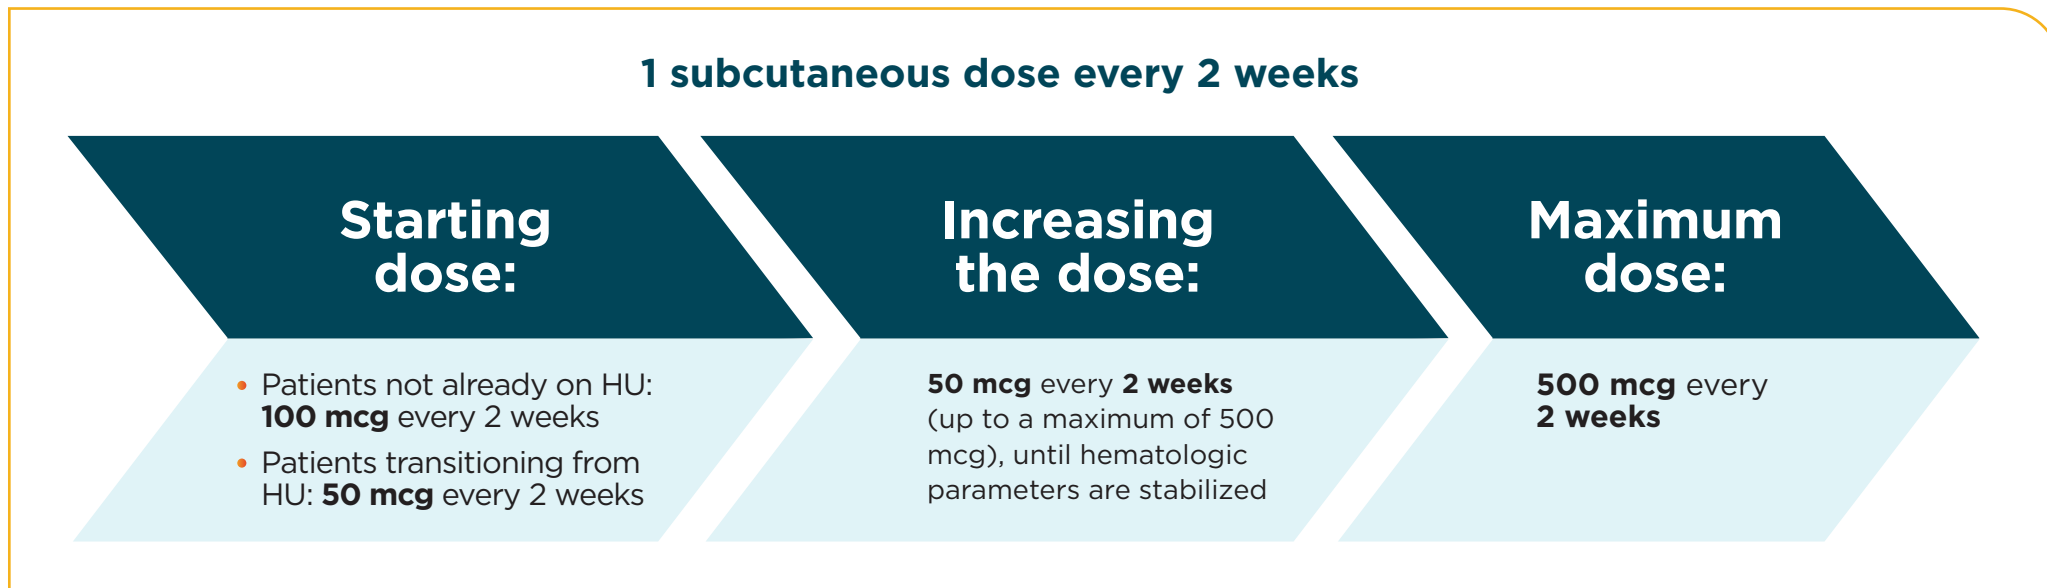 1 subcutaneous dose every 2 weeks
Starting
dose:
• Patients not already on HU:
100 mcg every 2 weeks
• Patients transitioning from
HU: 50 mcg every 2 weeks
Increasing
the dose:
50 mcg every 2 weeks
(up to a maximum of 500
mcg), until hematologic
parameters are stabilized
Maximum
dose:
500 mcg every
2 weeks